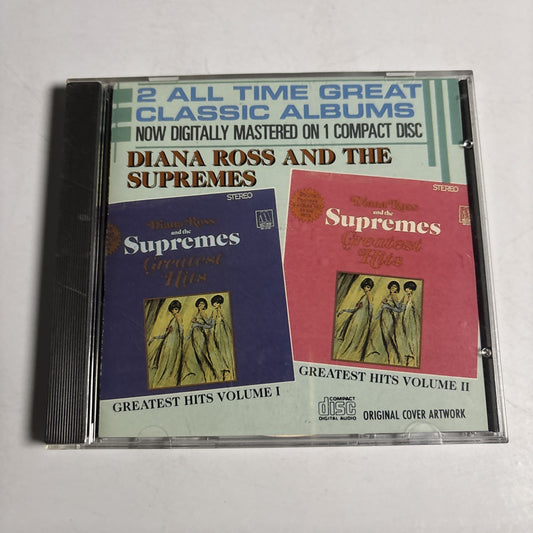 2 ALL TIME GREAT
CLASSIC ALBUMS
NOW DIGITALLY MASTERED ON 1 COMPACT DISC
DIANA ROSS AND THE
SUPREMES
STEREO
Diana Ross
and the
Supremes
Greatest
Hits
GREATEST HITS VOLUME I
STEREO
Diana Ross
and the
Supremes
Greatest
Hits
GREATEST HITS VOLUME II
COMPACT
disc
DIGITAL AUDIO
ORIGINAL COVER ARTWORK